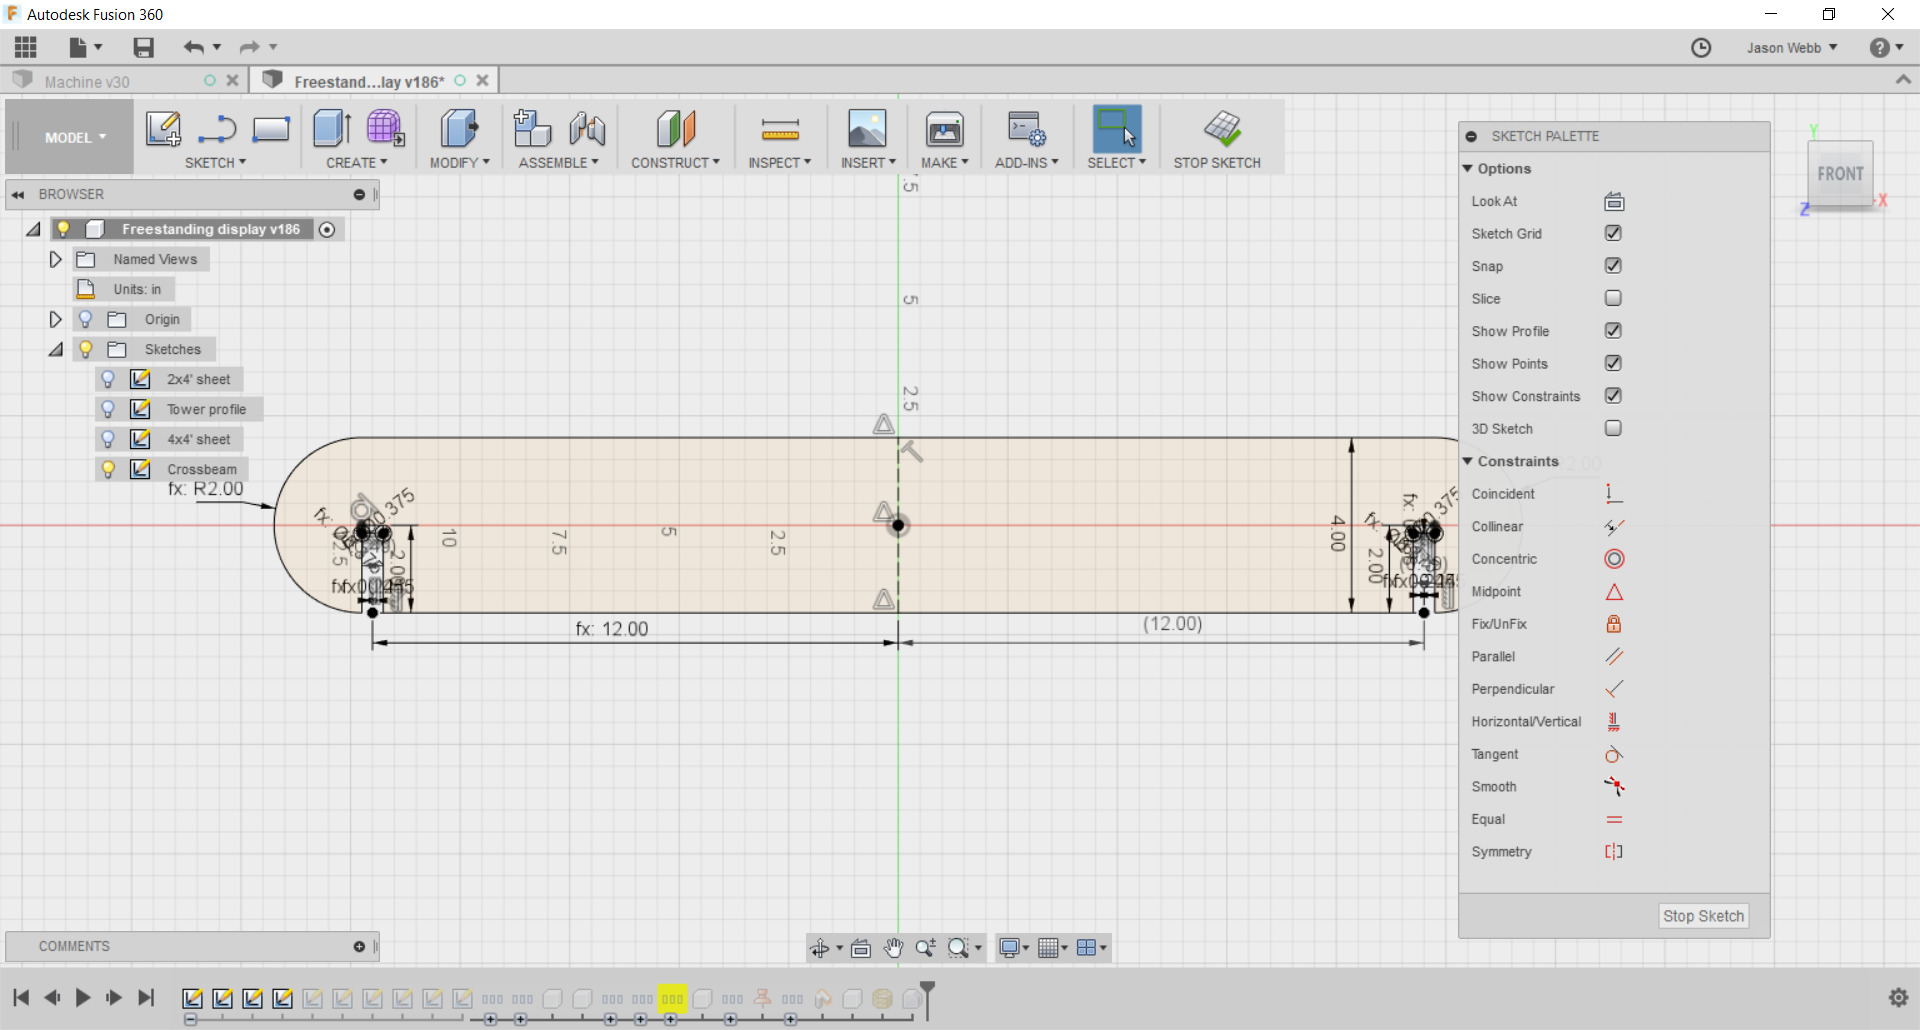 Autodesk Fusion 360
Jason Webb
Machine v30
Freestand...lay v186*
MODEL
SKETCH
CREATE
MODIFY
ASSEMBLE
CONSTRUCT
INSPECT
INSERT
MAKE
ADD-INS
SELECT
STOP SKETCH
BROWSER
Freestanding display v186
Named Views
Units: in
Origin
Sketches
2x4' sheet
Tower profile
4x4' sheet
Crossbeam
fx: R2.00
.5
5
2.5
10
7.5
5
2.5
4.00
2.00
fx: 12.00
(12.00)
SKETCH PALETTE
Options
Look At
Sketch Grid
Snap
Slice
Show Profile
Show Points
Show Constraints
3D Sketch
Constraints
Coincident
Collinear
Concentric
Midpoint
Fix/UnFix
Parallel
Perpendicular
Horizontal/Vertical
Tangent
Smooth
Equal
Symmetry
Stop Sketch
FRONT
Y
X
Z
COMMENTS